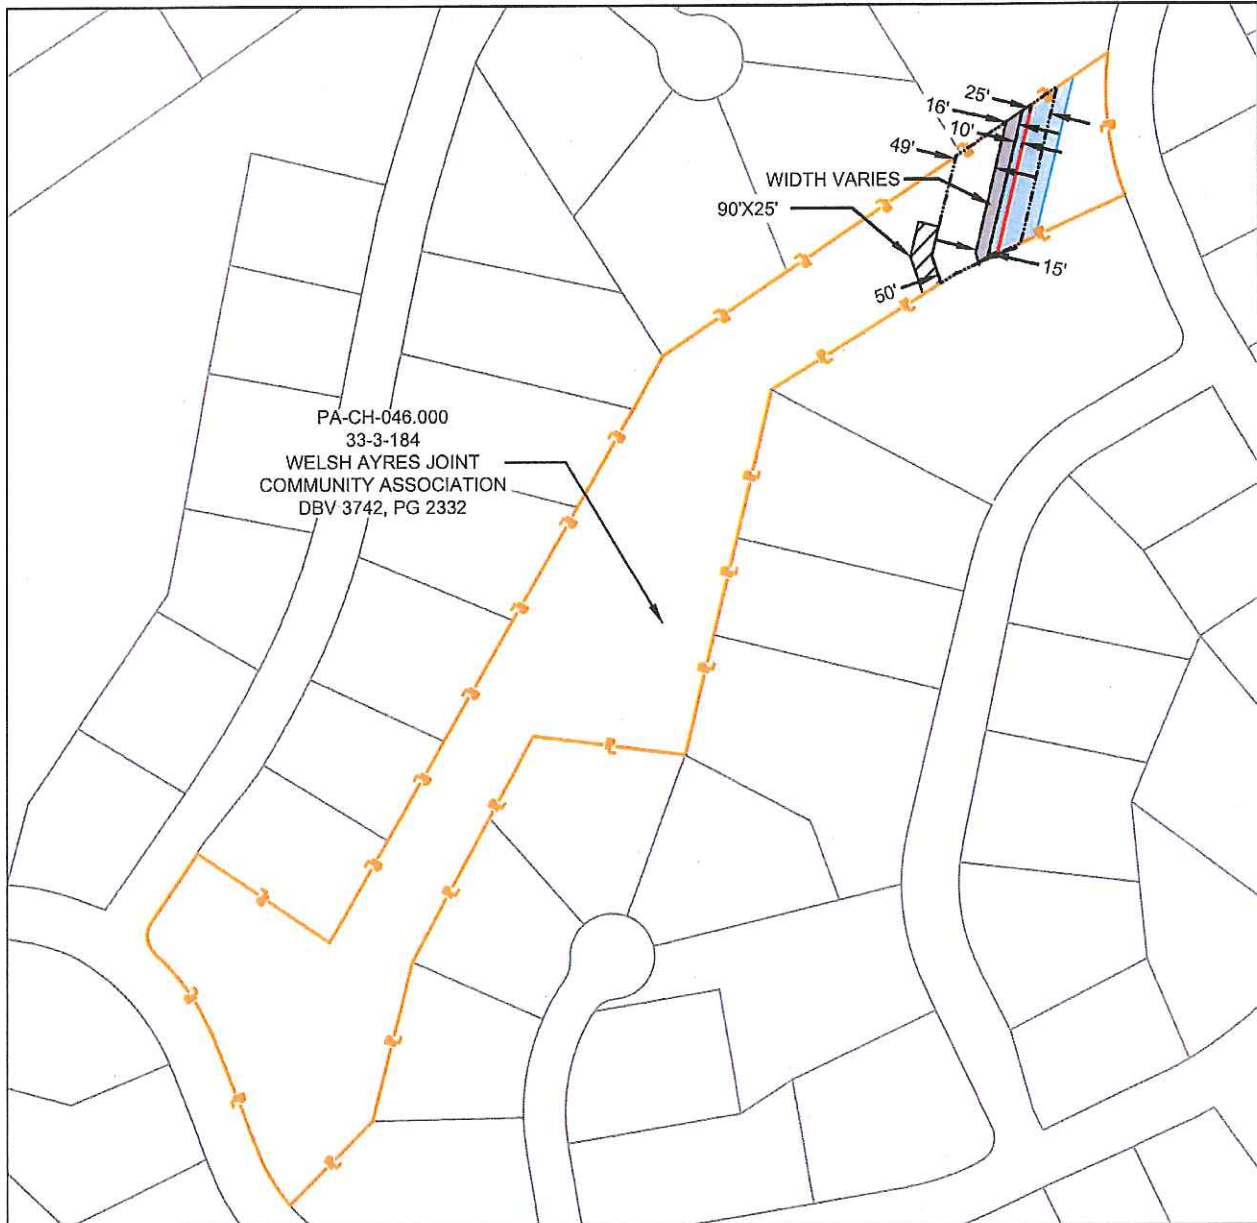 25'
16'
10'
49'
WIDTH VARIES
90'X25'
15'
50'
PA-CH-046.000
33-3-184
WELSH AYRES JOINT
COMMUNITY ASSOCIATION
DBV 3742, PG 2332